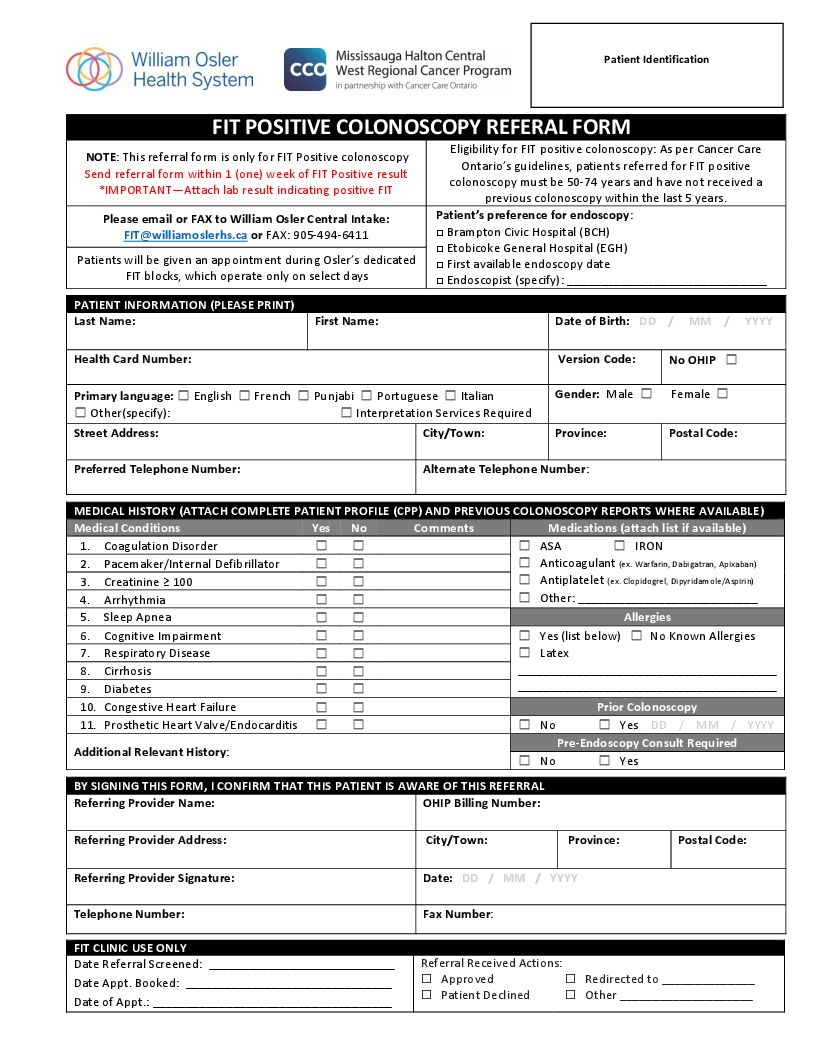 William Osler
Health System
CCO
Mississauga Halton Central
West Regional Cancer Program
in partnership with Cancer Care Ontario
Patient Identification
FIT POSITIVE COLONOSCOPY REFERAL FORM
NOTE: This referral form is only for FIT Positive colonoscopy
Send referral form within 1 (one) week of FIT Positive result
*IMPORTANT—Attach lab result indicating positive FIT
Eligibility for FIT positive colonoscopy: As per Cancer Care
Ontario's guidelines, patients referred for FIT positive
colonoscopy must be 50-74 years and have not received a
previous colonoscopy within the last 5 years.
Please email or FAX to William Osler Central Intake:
FIT@williamoslerhs.ca or FAX: 905-494-6411
Patients will be given an appointment during Osler's dedicated
FIT blocks, which operate only on select days
Patient's preference for endoscopy:
□ Brampton Civic Hospital (BCH)
□ Etobicoke General Hospital (EGH)
□ First available endoscopy date
□ Endoscopist (specify): ______________________________
PATIENT INFORMATION (PLEASE PRINT)
Last Name: First Name: Date of Birth: DD / MM / YYYY
Health Card Number: Version Code: No OHIP ☐
Primary language: ☐ English ☐ French ☐ Punjabi ☐ Portuguese ☐ Italian
☐ Other(specify): ☐ Interpretation Services Required
Gender: Male ☐ Female ☐
Street Address: City/Town: Province: Postal Code:
Preferred Telephone Number: Alternate Telephone Number:
MEDICAL HISTORY (ATTACH COMPLETE PATIENT PROFILE (CPP) AND PREVIOUS COLONOSCOPY REPORTS WHERE AVAILABLE)
Medical Conditions Yes No Comments
1. Coagulation Disorder ☐ ☐
2. Pacemaker/Internal Defibrillator ☐ ☐
3. Creatinine ≥ 100 ☐ ☐
4. Arrhythmia ☐ ☐
5. Sleep Apnea ☐ ☐
6. Cognitive Impairment ☐ ☐
7. Respiratory Disease ☐ ☐
8. Cirrhosis ☐ ☐
9. Diabetes ☐ ☐
10. Congestive Heart Failure ☐ ☐
11. Prosthetic Heart Valve/Endocarditis ☐ ☐
Additional Relevant History:
Medications (attach list if available)
☐ ASA ☐ IRON
☐ Anticoagulant (ex. Warfarin, Dabigatran, Apixaban)
☐ Antiplatelet (ex. Clopidogrel, Dipyridamole/Aspirin)
☐ Other: ___________________________
Allergies
☐ Yes (list below) ☐ No Known Allergies
☐ Latex
Prior Colonoscopy
☐ No ☐ Yes DD / MM / YYYY
Pre-Endoscopy Consult Required
☐ No ☐ Yes
BY SIGNING THIS FORM, I CONFIRM THAT THIS PATIENT IS AWARE OF THIS REFERRAL
Referring Provider Name: OHIP Billing Number:
Referring Provider Address: City/Town: Province: Postal Code:
Referring Provider Signature: Date: DD / MM / YYYY
Telephone Number: Fax Number:
FIT CLINIC USE ONLY
Date Referral Screened: ____________________________
Date Appt. Booked: _______________________________
Date of Appt.: ____________________________________
Referral Received Actions:
☐ Approved ☐ Redirected to ______________
☐ Patient Declined ☐ Other ____________________